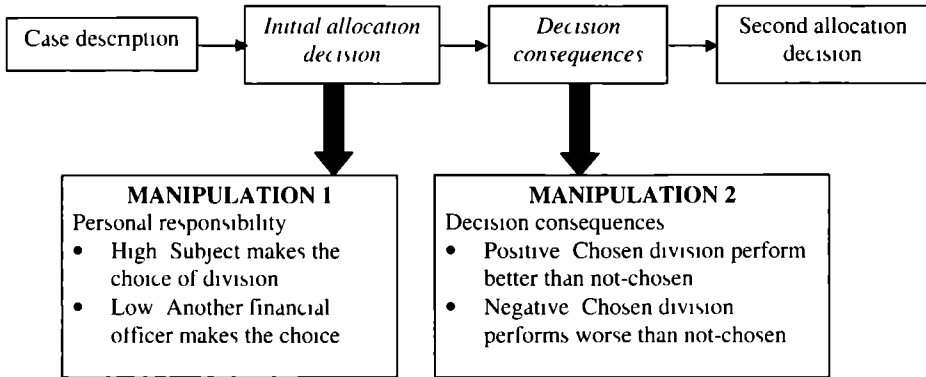 Case description
Initial allocation
decision
Decision
consequences
Second allocation
decision
MANIPULATION 1
Personal responsibility
• High Subject makes the
choice of division
• Low Another financial
officer makes the choice
MANIPULATION 2
Decision consequences
• Positive Chosen division perform
better than not-chosen
• Negative Chosen division
performs worse than not-chosen